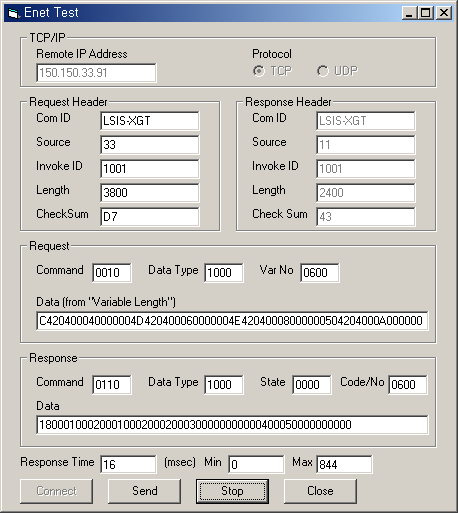 Enet Test
TCP/IP
Remote IP Address
Protocol
150.150.33.91
TCP
UDP
Request Header
Response Header
Com ID LSIS-XGT
Com ID LSIS-XGT
Source 33
Source 11
Invoke ID 1001
Invoke ID 1001
Length 3800
Length 2400
CheckSum D7
Check Sum 43
Request
Command 0010 Data Type 1000 Var No 0600
Data (from "Variable Length")
C420400040000004D420400060000004E42040008000000504204000A000000
Response
Command 0110 Data Type 1000 State 0000 Code/No 0600
Data
1800010002000100020002000300000000000400050000000000
Response Time 16 (msec) Min 0 Max 844
Connect Send Stop Close